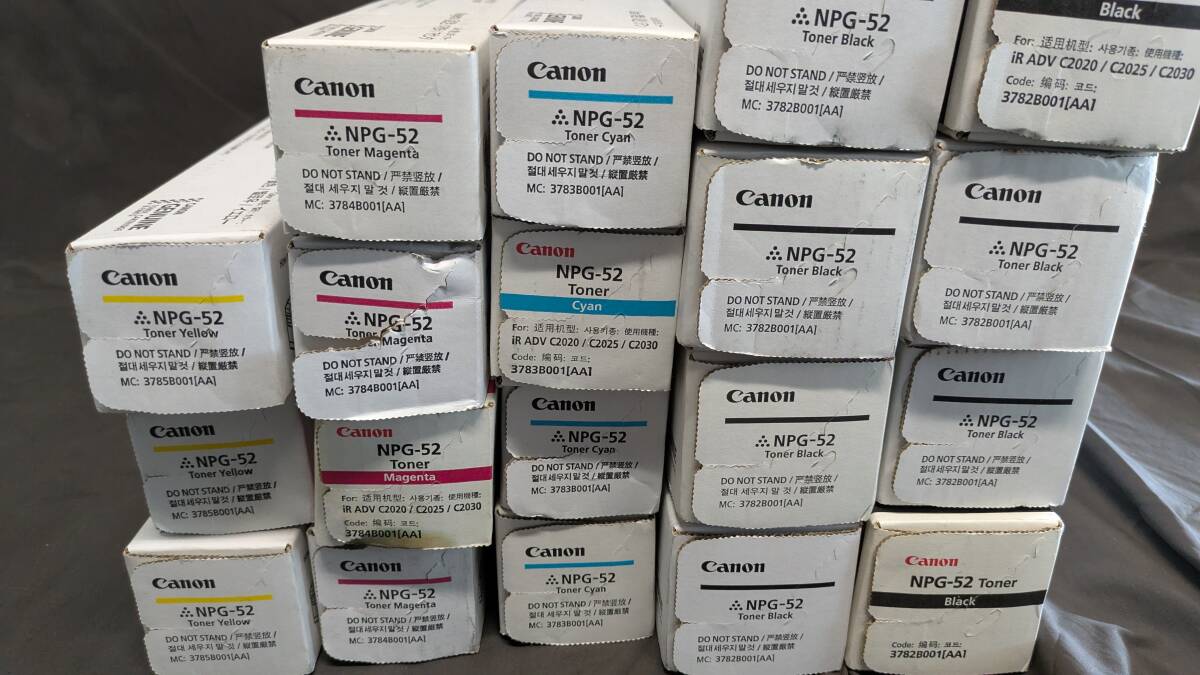 Canon
NPG-52
Toner Magenta
DO NOT STAND / 严禁竖放 /
절대 세우지 말 것 / 縦置厳禁
MC: 3784B001[AA]
Canon
NPG-52
Toner Cyan
DO NOT STAND / 严禁竖放 /
절대 세우지 말 것 / 縦置厳禁
MC: 3783B001[AA]
NPG-52
Toner Black
DO NOT STAND / 严禁竖放 /
절대 세우지 말 것 / 縦置厳禁
MC: 3782B001[AA]
Black
For: 适用机型: 사용기종: 使用機種:
iR ADV C2020 / C2025 / C2030
Code: 编码: 코드:
3782B001[AA]
Canon
GENUINE
Canon
NPG-52
Toner Yellow
DO NOT STAND / 严禁竖放 /
절대 세우지 말 것 / 縦置厳禁
MC: 3785B001[AA]
Canon
NPG-52
Toner Magenta
DO NOT STAND / 严禁竖放 /
절대 세우지 말 것 / 縦置厳禁
MC: 3784B001[AA]
Canon
NPG-52
Toner
Cyan
For: 适用机型: 사용기종: 使用機種:
iR ADV C2020 / C2025 / C2030
Code: 编码: 코드:
3783B001[AA]
Canon
NPG-52
Toner Black
DO NOT STAND / 严禁竖放 /
절대 세우지 말 것 / 縦置厳禁
MC: 3782B001[AA]
Canon
NPG-52
Toner Black
DO NOT STAND / 严禁竖放 /
절대 세우지 말 것 / 縦置厳禁
MC: 3782B001[AA]
Canon
NPG-52
Toner Yellow
DO NOT STAND / 严禁竖放 /
절대 세우지 말 것 / 縦置厳禁
MC: 3785B001[AA]
Canon
NPG-52
Toner
Magenta
For: 适用机型: 사용기종: 使用機種:
iR ADV C2020 / C2025 / C2030
Code: 编码: 코드:
3784B001[AA]
Canon
NPG-52
Toner Cyan
DO NOT STAND / 严禁竖放 /
절대 세우지 말 것 / 縦置厳禁
MC: 3783B001[AA]
Canon
NPG-52
Toner Black
DO NOT STAND / 严禁竖放 /
절대 세우지 말 것 / 縦置厳禁
MC: 3782B001[AA]
Canon
NPG-52
Toner Black
DO NOT STAND / 严禁竖放 /
절대 세우지 말 것 / 縦置厳禁
MC: 3782B001[AA]
Canon
NPG-52
Toner Yellow
DO NOT STAND / 严禁竖放 /
절대 세우지 말 것 / 縦置厳禁
MC: 3785B001[AA]
Canon
NPG-52
Toner Magenta
DO NOT STAND / 严禁竖放 /
절대 세우지 말 것 / 縦置厳禁
MC: 3784B001[AA]
Canon
NPG-52
Toner Cyan
DO NOT STAND / 严禁竖放 /
절대 세우지 말 것 / 縦置厳禁
MC: 3783B001[AA]
Canon
NPG-52
Toner Black
DO NOT STAND / 严禁竖放 /
절대 세우지 말 것 / 縦置厳禁
MC: 3782B001[AA]
Canon
NPG-52 Toner
Black
Code: 编码: 코드:
3782B001[AA]